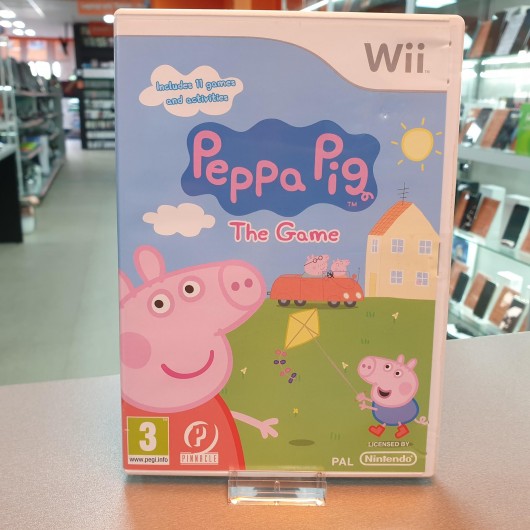 Wii
Includes 11 games
and activities
Peppa Pig
TM
The Game
3
www.pegi.info
P
PINNACLE
PAL
LICENSED BY
Nintendo